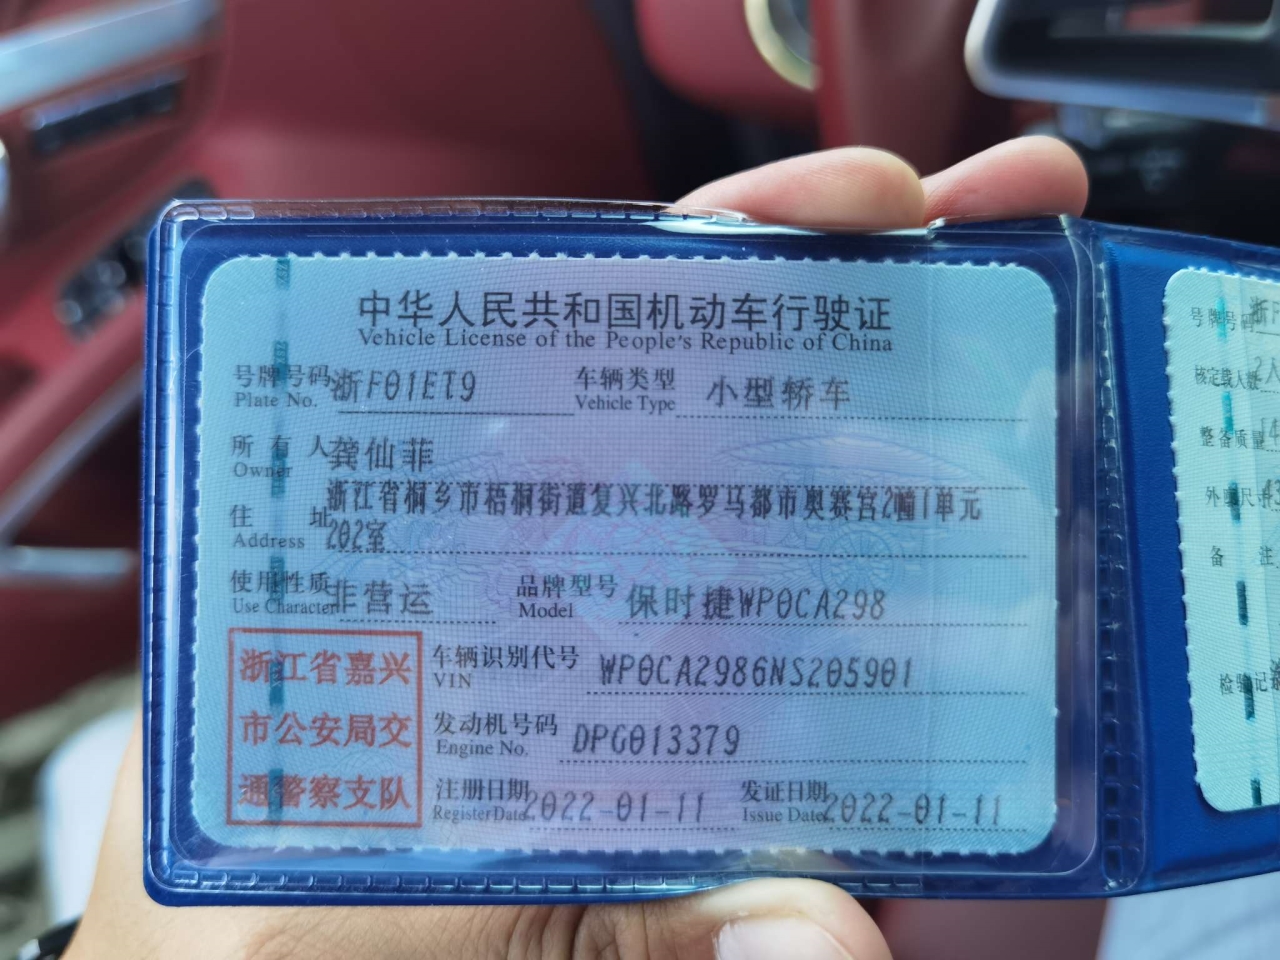 中华人民共和国机动车行驶证
Vehicle License of the People's Republic of China
号牌号码 浙F01ET9 车辆类型 小型轿车
Plate No. Vehicle Type
所有人 龚仙菲
Owner
住址 浙江省桐乡市梧桐街道复兴北路罗马都市奥赛宫2幢1单元
Address 202室
使用性质 非营运 品牌型号 保时捷WP0CA298
Use Character Model
浙江省嘉兴
市公安局交
通警察支队
车辆识别代号 WP0CA2986NS205901
VIN
发动机号码 DPG013379
Engine No.
注册日期 2022-01-11 发证日期 2022-01-11
Register Date Issue Date
号牌号码 浙
核定载人数 2人
整备质量
外廓尺寸
备注
检验记